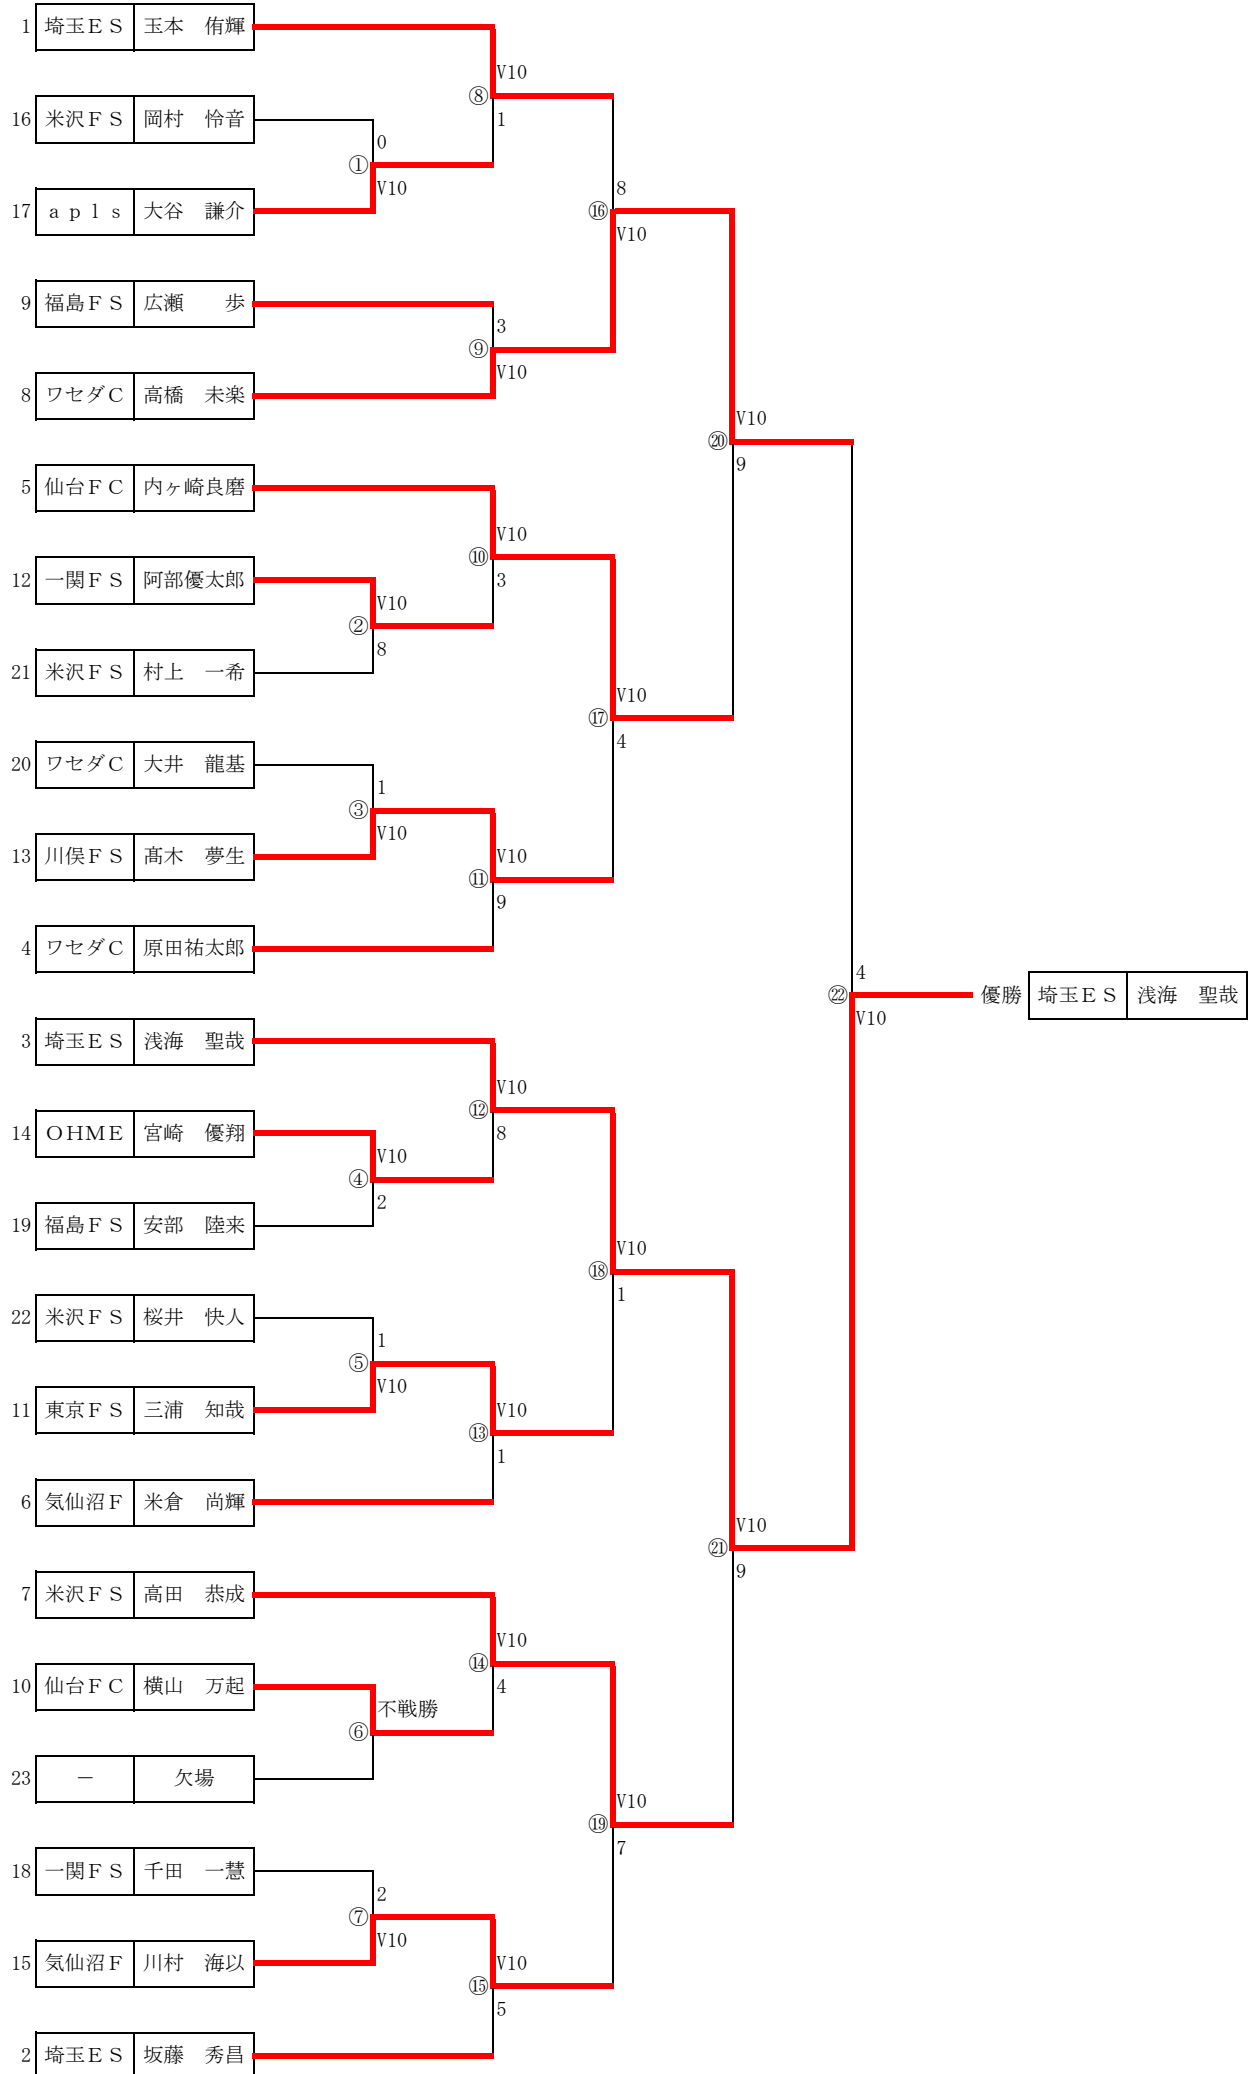 1 埼玉ＥＳ 玉本　侑輝
V10
⑧
16 米沢ＦＳ 岡村　怜音
1
0
①
V10
17 ａｐｌｓ 大谷　謙介
8
⑯
V10
9 福島ＦＳ 広瀬　　歩
3
⑨
V10
8 ワセダＣ 高橋　未楽
V10
⑳
9
5 仙台ＦＣ 内ヶ崎良磨
V10
⑩
12 一関ＦＳ 阿部優太郎
3
V10
②
8
21 米沢ＦＳ 村上　一希
V10
⑰
4
20 ワセダＣ 大井　龍基
1
③
V10
13 川俣ＦＳ 髙木　夢生
V10
⑪
9
4 ワセダＣ 原田祐太郎
4
㉒ 優勝 埼玉ＥＳ 浅海　聖哉
V10
3 埼玉ＥＳ 浅海　聖哉
V10
⑫
14 ＯＨＭＥ 宮崎　優翔
8
V10
④
2
19 福島ＦＳ 安部　陸来
V10
⑱
1
22 米沢ＦＳ 桜井　快人
1
⑤
V10
11 東京ＦＳ 三浦　知哉
V10
⑬
1
6 気仙沼Ｆ 米倉　尚輝
V10
㉑
9
7 米沢ＦＳ 高田　恭成
V10
⑭
10 仙台ＦＣ 横山　万起
4
不戦勝
⑥
23 － 欠場
V10
⑲
7
18 一関ＦＳ 千田　一慧
2
⑦
V10
15 気仙沼Ｆ 川村　海以
V10
⑮
5
2 埼玉ＥＳ 坂藤　秀昌